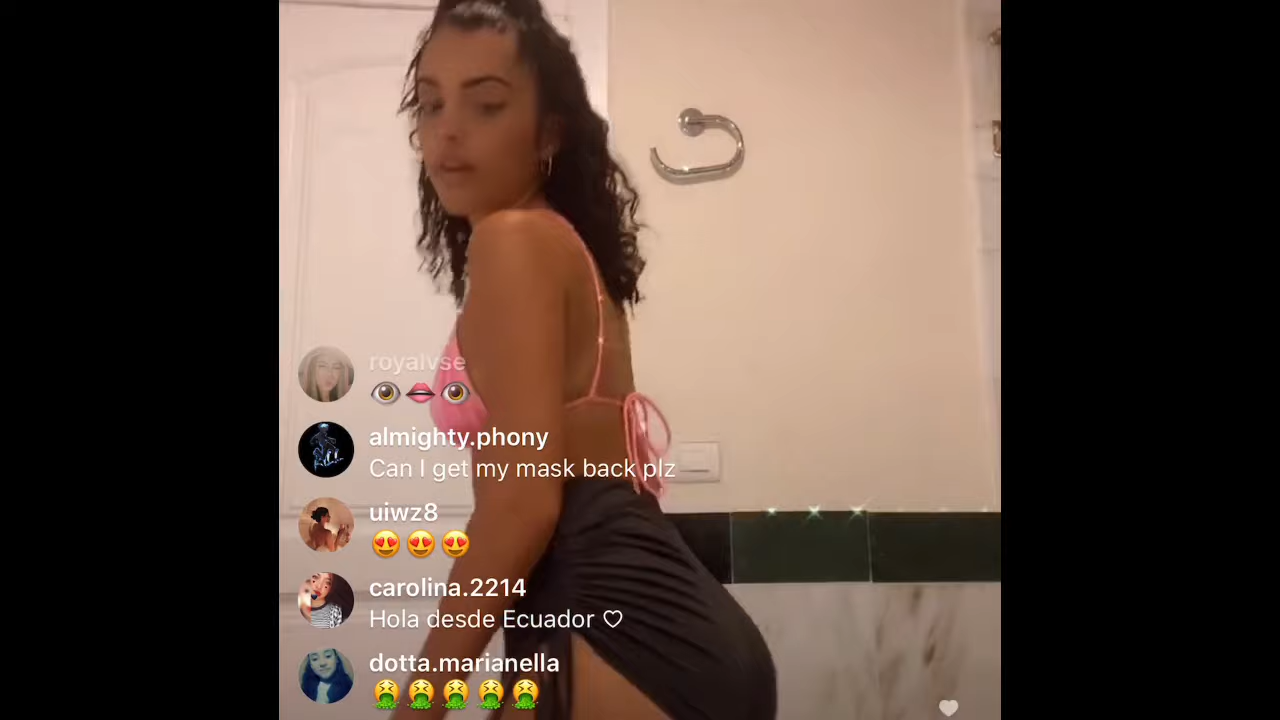 royalvse
👁👄👁
almighty.phony
Can I get my mask back plz
uiwz8
😍😍😍
carolina.2214
Hola desde Ecuador ♡
dotta.marianella
🤮🤮🤮🤮🤮